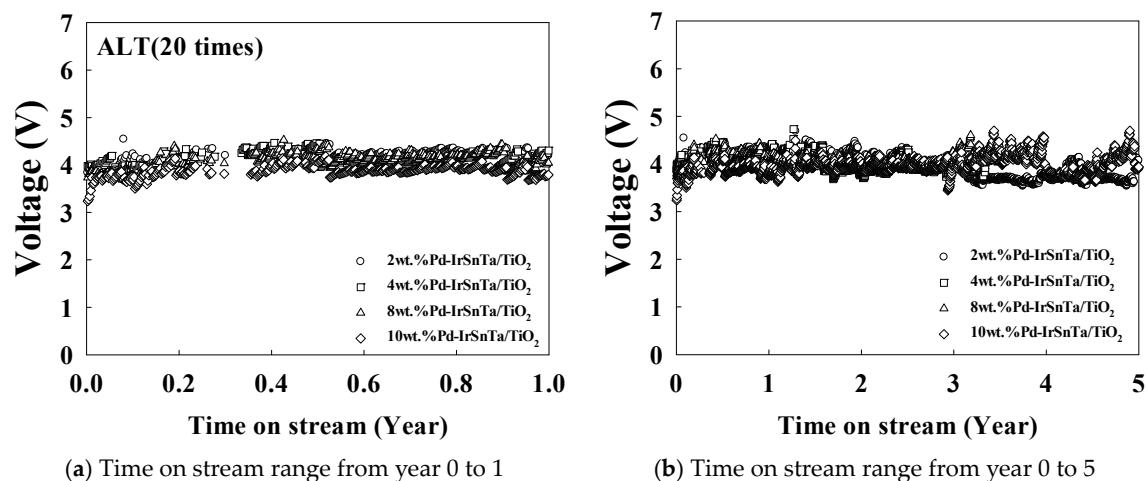 ALT(20 times)
Voltage (V)
7
6
5
4
3
2
1
0
2wt.%Pd-IrSnTa/TiO₂
4wt.%Pd-IrSnTa/TiO₂
8wt.%Pd-IrSnTa/TiO₂
10wt.%Pd-IrSnTa/TiO₂
0.0 0.2 0.4 0.6 0.8 1.0
Time on stream (Year)
(a) Time on stream range from year 0 to 1
Voltage (V)
7
6
5
4
3
2
1
0
2wt.%Pd-IrSnTa/TiO₂
4wt.%Pd-IrSnTa/TiO₂
8wt.%Pd-IrSnTa/TiO₂
10wt.%Pd-IrSnTa/TiO₂
0 1 2 3 4 5
Time on stream (Year)
(b) Time on stream range from year 0 to 5